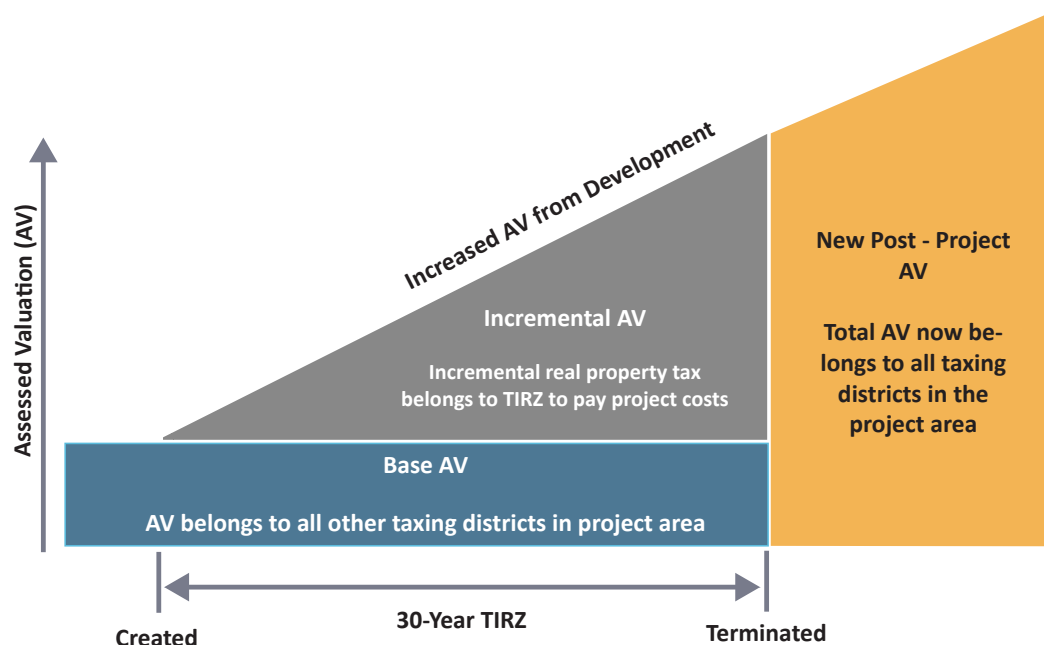 Assessed Valuation (AV)
Increased AV from Development
Incremental AV
Incremental real property tax
belongs to TIRZ to pay project costs
Base AV
AV belongs to all other taxing districts in project area
New Post - Project
AV
Total AV now be-
longs to all taxing
districts in the
project area
30-Year TIRZ
Created
Terminated